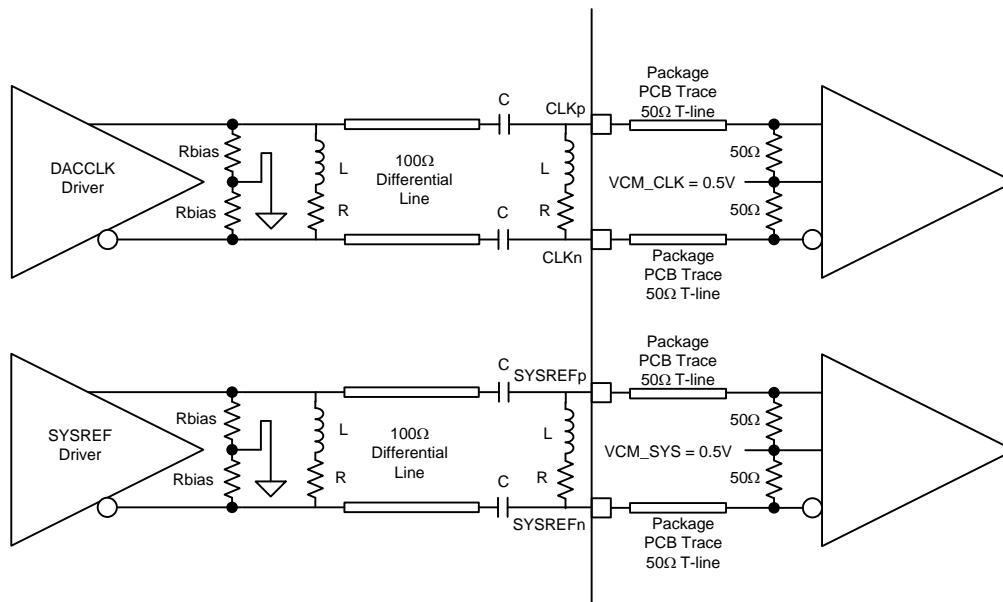 Package
PCB Trace
50Ω T-line
C
CLKp
Rbias
L
100Ω
Differential
Line
L
50Ω
DACCLK
Driver
VCM_CLK = 0.5V
Rbias
R
R
50Ω
C
CLKn
Package
PCB Trace
50Ω T-line
Package
PCB Trace
50Ω T-line
C
SYSREFp
Rbias
L
100Ω
Differential
Line
L
50Ω
SYSREF
Driver
VCM_SYS = 0.5V
Rbias
R
R
50Ω
C
SYSREFn
Package
PCB Trace
50Ω T-line